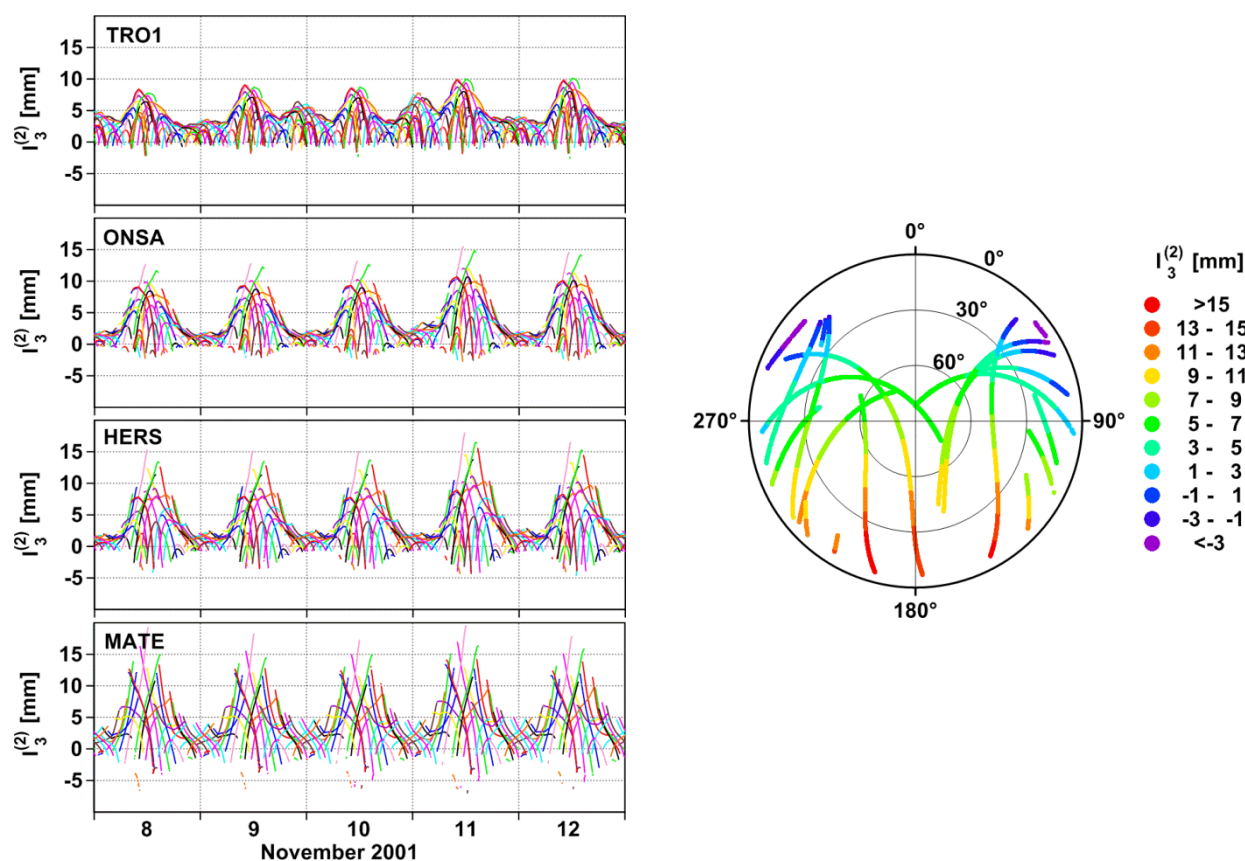 TRO1
15
10
5
0
-5
I₃⁽²⁾ [mm]
ONSA
15
10
5
0
-5
I₃⁽²⁾ [mm]
HERS
15
10
5
0
-5
I₃⁽²⁾ [mm]
MATE
15
10
5
0
-5
I₃⁽²⁾ [mm]
8 9 10 11 12
November 2001
0°
0°
30°
60°
270°
90°
180°
I₃⁽²⁾ [mm]
>15
13 - 15
11 - 13
9 - 11
7 - 9
5 - 7
3 - 5
1 - 3
-1 - 1
-3 - -1
<-3